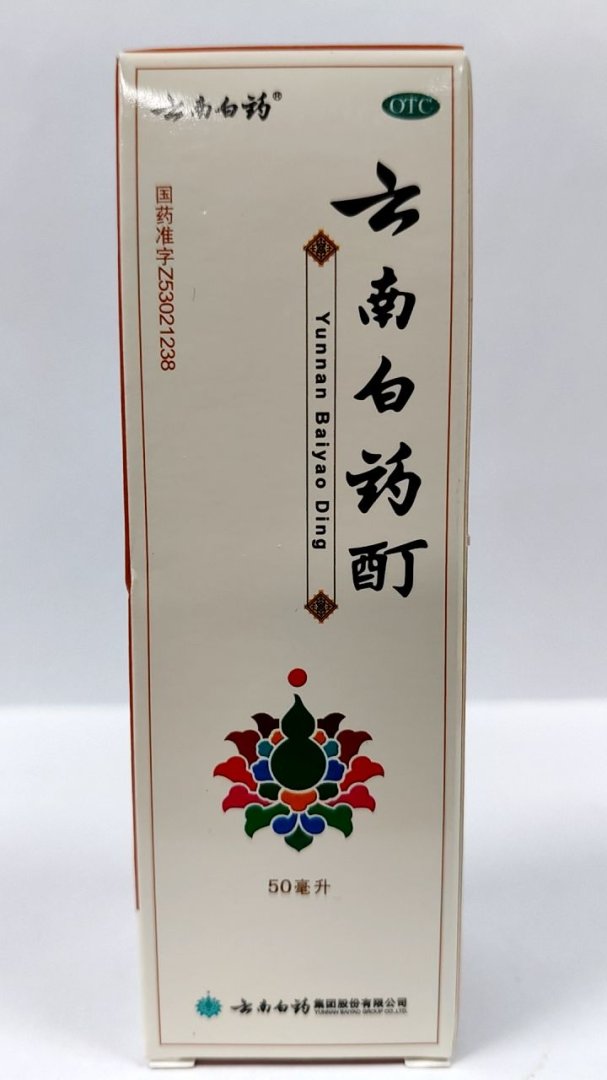 云南白药®
OTC
国药准字Z53021238
云南白药酊
Yunnan Baiyao Ding
50毫升
云南白药集团股份有限公司
YUNNAN BAIYAO GROUP CO.,LTD.